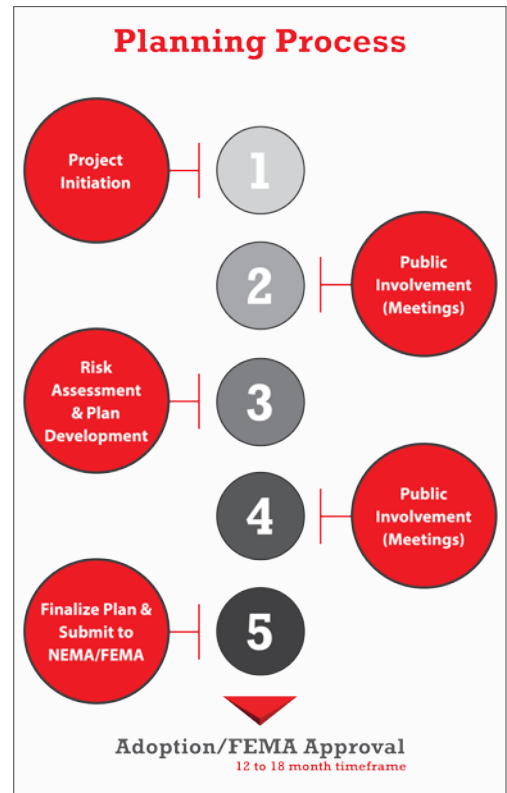 Planning Process
Project
Initiation
1
2
Public
Involvement
(Meetings)
Risk
Assessment
& Plan
Development
3
4
Public
Involvement
(Meetings)
Finalize Plan &
Submit to
NEMA/FEMA
5
Adoption/FEMA Approval
12 to 18 month timeframe